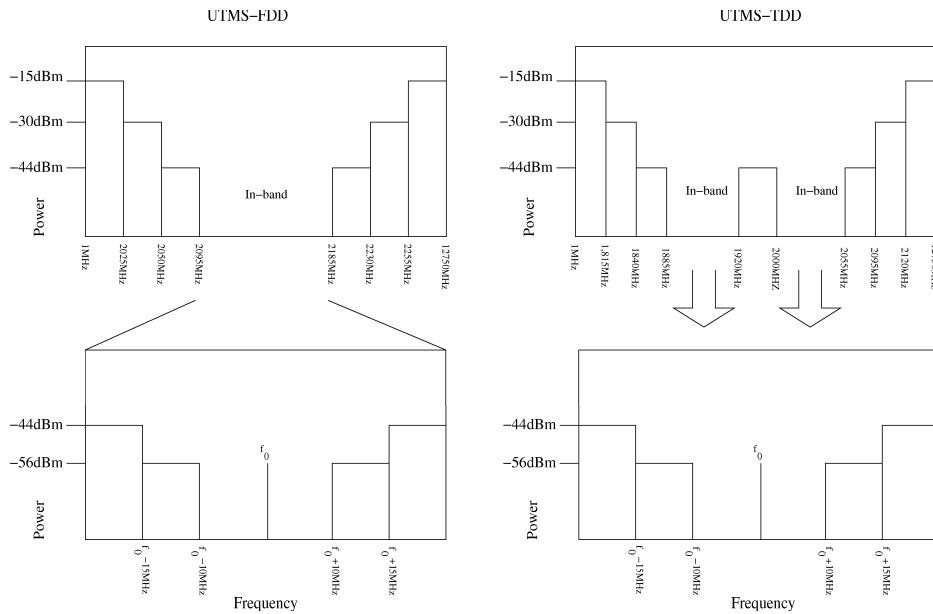 UTMS-FDD
-15dBm
-30dBm
-44dBm
Power
In-band
1MHz
2025MHz
2050MHz
2095MHz
2185MHz
2230MHz
2255MHz
12750MHz
-44dBm
-56dBm
Power
f0
f0-15MHz
f0-10MHz
f0+10MHz
f0+15MHz
Frequency
UTMS-TDD
-15dBm
-30dBm
-44dBm
Power
In-band
In-band
1MHz
1,815MHz
1840MHz
1885MHz
1920MHz
2000MHZ
2055MHz
2095MHz
2120MHz
-44dBm
-56dBm
Power
f0
f0-15MHz
f0-10MHz
f0+10MHz
f0+15MHz
Frequency